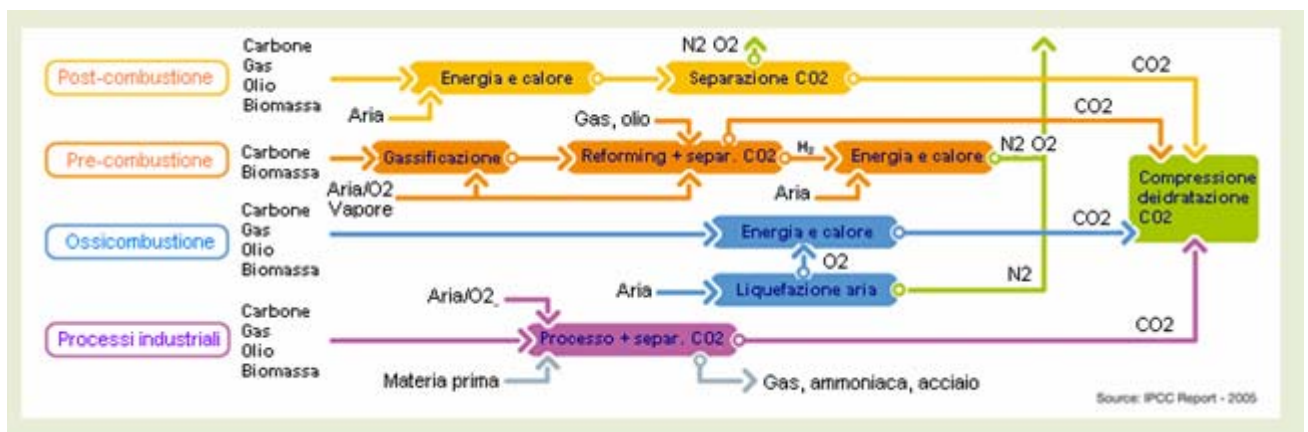 Post-combustione
Carbone
Gas
Olio
Biomassa
Aria
Energia e calore
N2 O2
Separazione CO2
CO2
Pre-combustione
Carbone
Biomassa
Gassificazione
Aria/O2
Vapore
Gas, olio
Reforming + separ. CO2
H2
Aria
Energia e calore
N2 O2
CO2
Compressione
deidratazione
CO2
Ossicombustione
Carbone
Gas
Olio
Biomassa
Energia e calore
CO2
O2
Aria
Liquefazione aria
N2
Processi industriali
Carbone
Gas
Olio
Biomassa
Aria/O2
Processo + separ. CO2
CO2
Materia prima
Gas, ammoniaca, acciaio
Source: IPCC Report - 2005